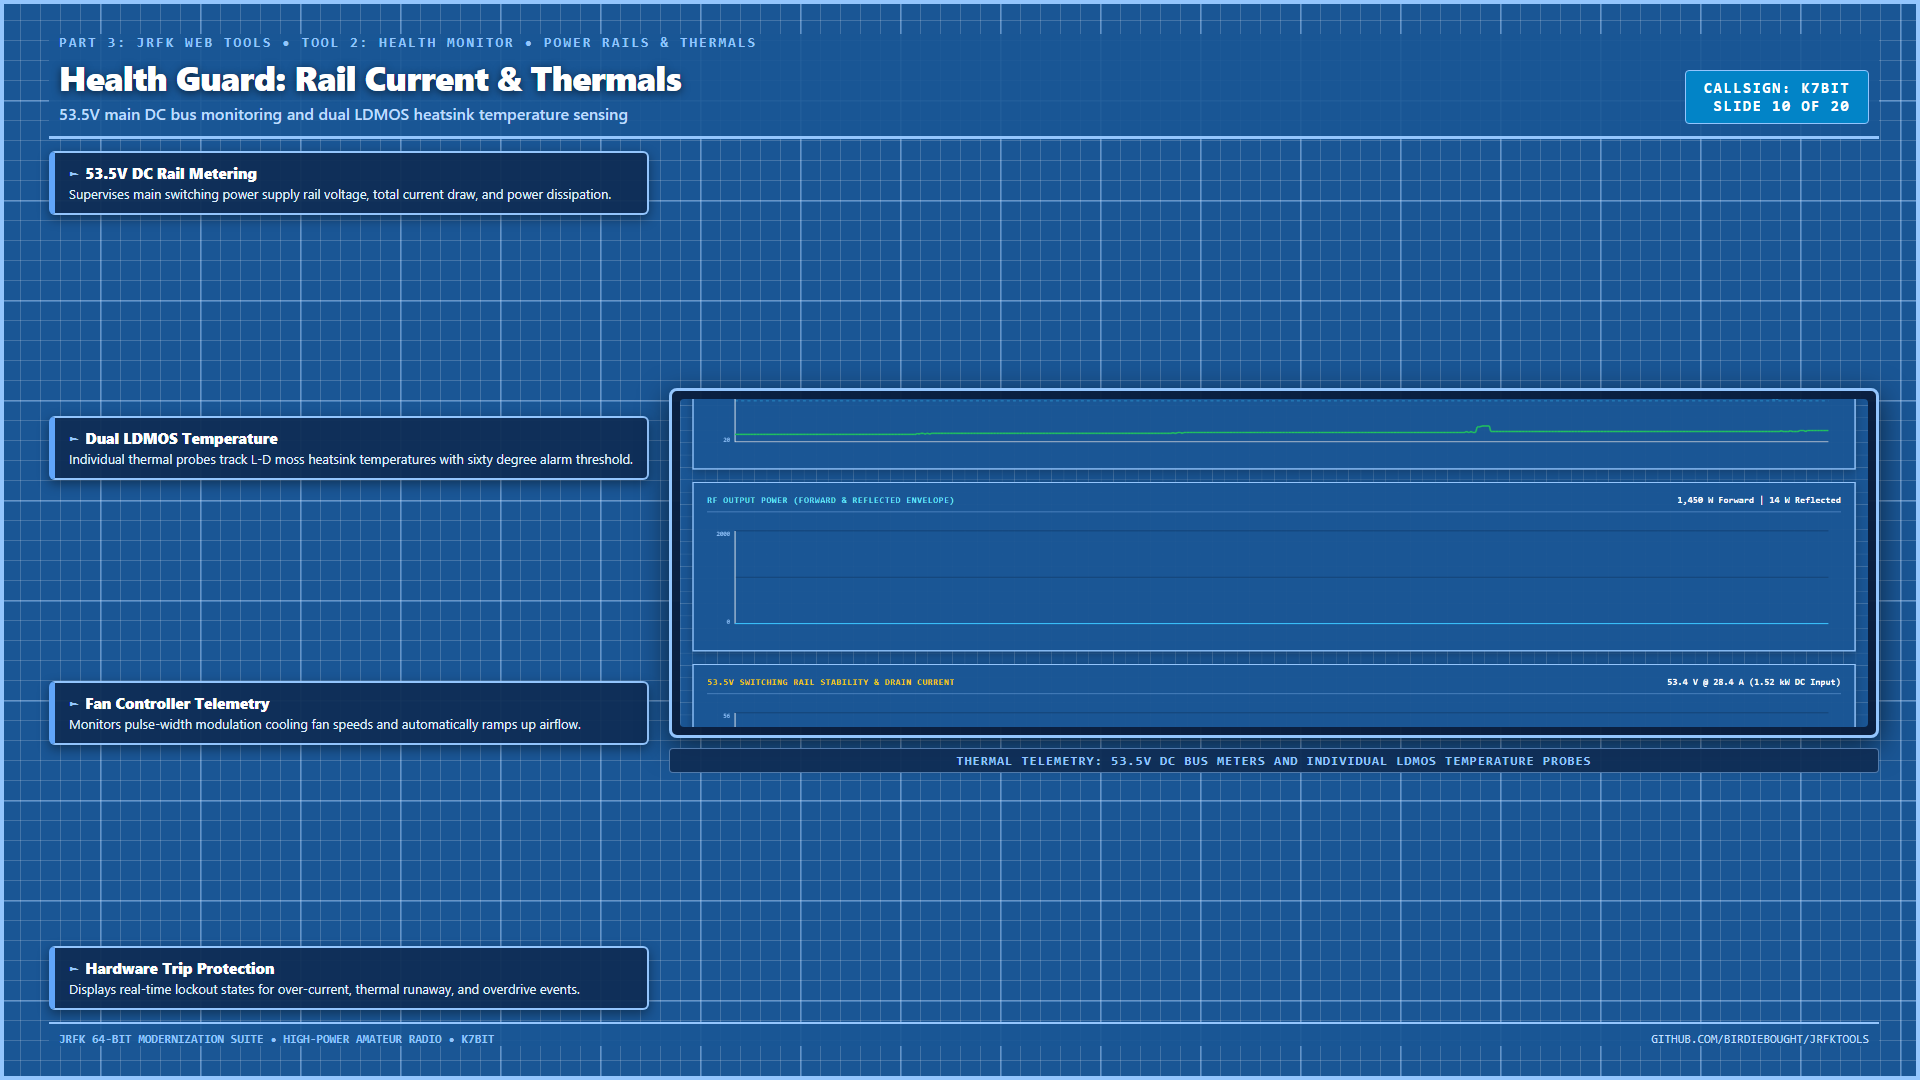 PART 3: JRFK WEB TOOLS ● TOOL 2: HEALTH MONITOR ● POWER RAILS & THERMALS
Health Guard: Rail Current & Thermals
53.5V main DC bus monitoring and dual LDMOS heatsink temperature sensing
CALLSIGN: K7BIT
SLIDE 10 OF 20
► 53.5V DC Rail Metering
Supervises main switching power supply rail voltage, total current draw, and power dissipation.
► Dual LDMOS Temperature
Individual thermal probes track L-D moss heatsink temperatures with sixty degree alarm threshold.
► Fan Controller Telemetry
Monitors pulse-width modulation cooling fan speeds and automatically ramps up airflow.
► Hardware Trip Protection
Displays real-time lockout states for over-current, thermal runaway, and overdrive events.
20
RF OUTPUT POWER (FORWARD & REFLECTED ENVELOPE)
1,450 W Forward | 14 W Reflected
2000
0
53.5V SWITCHING RAIL STABILITY & DRAIN CURRENT
53.4 V @ 28.4 A (1.52 kW DC Input)
56
THERMAL TELEMETRY: 53.5V DC BUS METERS AND INDIVIDUAL LDMOS TEMPERATURE PROBES
JRFK 64-BIT MODERNIZATION SUITE ● HIGH-POWER AMATEUR RADIO ● K7BIT
GITHUB.COM/BIRDIEBOUGHT/JRFKTOOLS